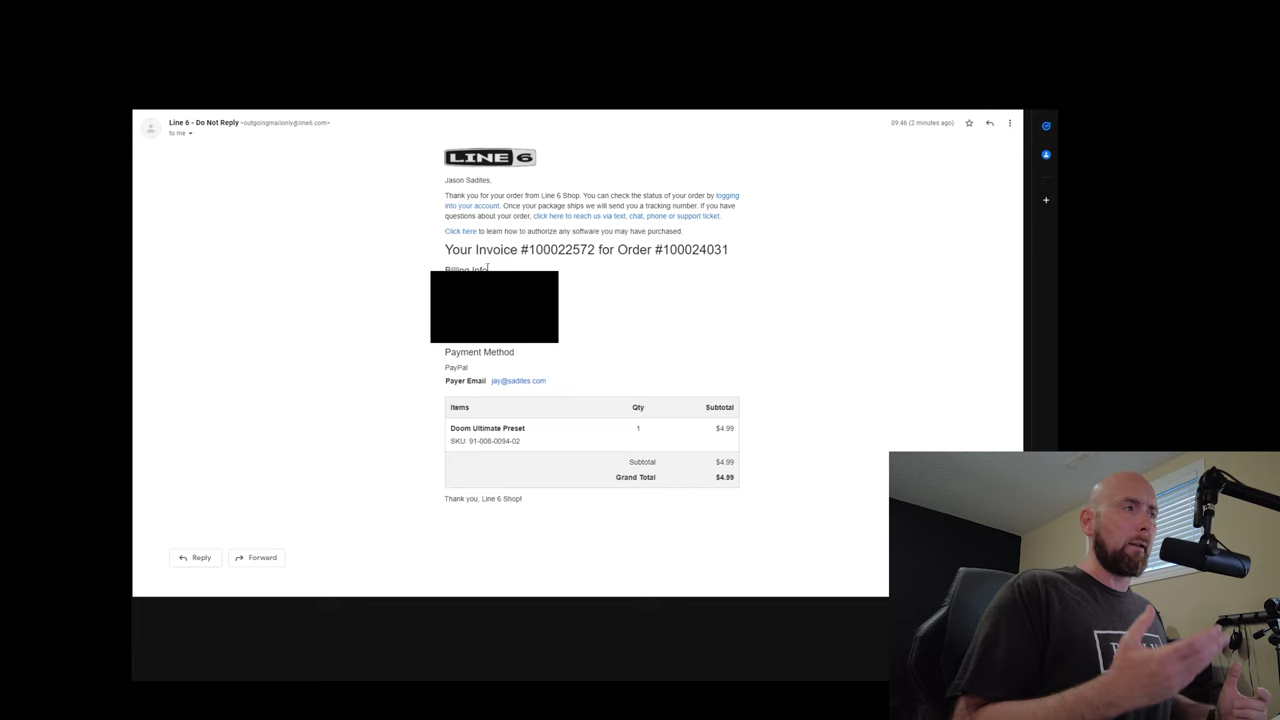 Line 6 - Do Not Reply <outgoingmailonly@line6.com>
09:46 (2 minutes ago)
to me
LINE 6
Jason Sadites,
Thank you for your order from Line 6 Shop. You can check the status of your order by logging
into your account. Once your package ships we will send you a tracking number. If you have
questions about your order, click here to reach us via text, chat, phone or support ticket.
Click here to learn how to authorize any software you may have purchased.
Your Invoice #100022572 for Order #100024031
Billing Info
Payment Method
PayPal
Payer Email jay@sadites.com
Items Qty Subtotal
Doom Ultimate Preset 1 $4.99
SKU: 91-008-0094-02
Subtotal $4.99
Grand Total $4.99
Thank you, Line 6 Shop!
Reply Forward